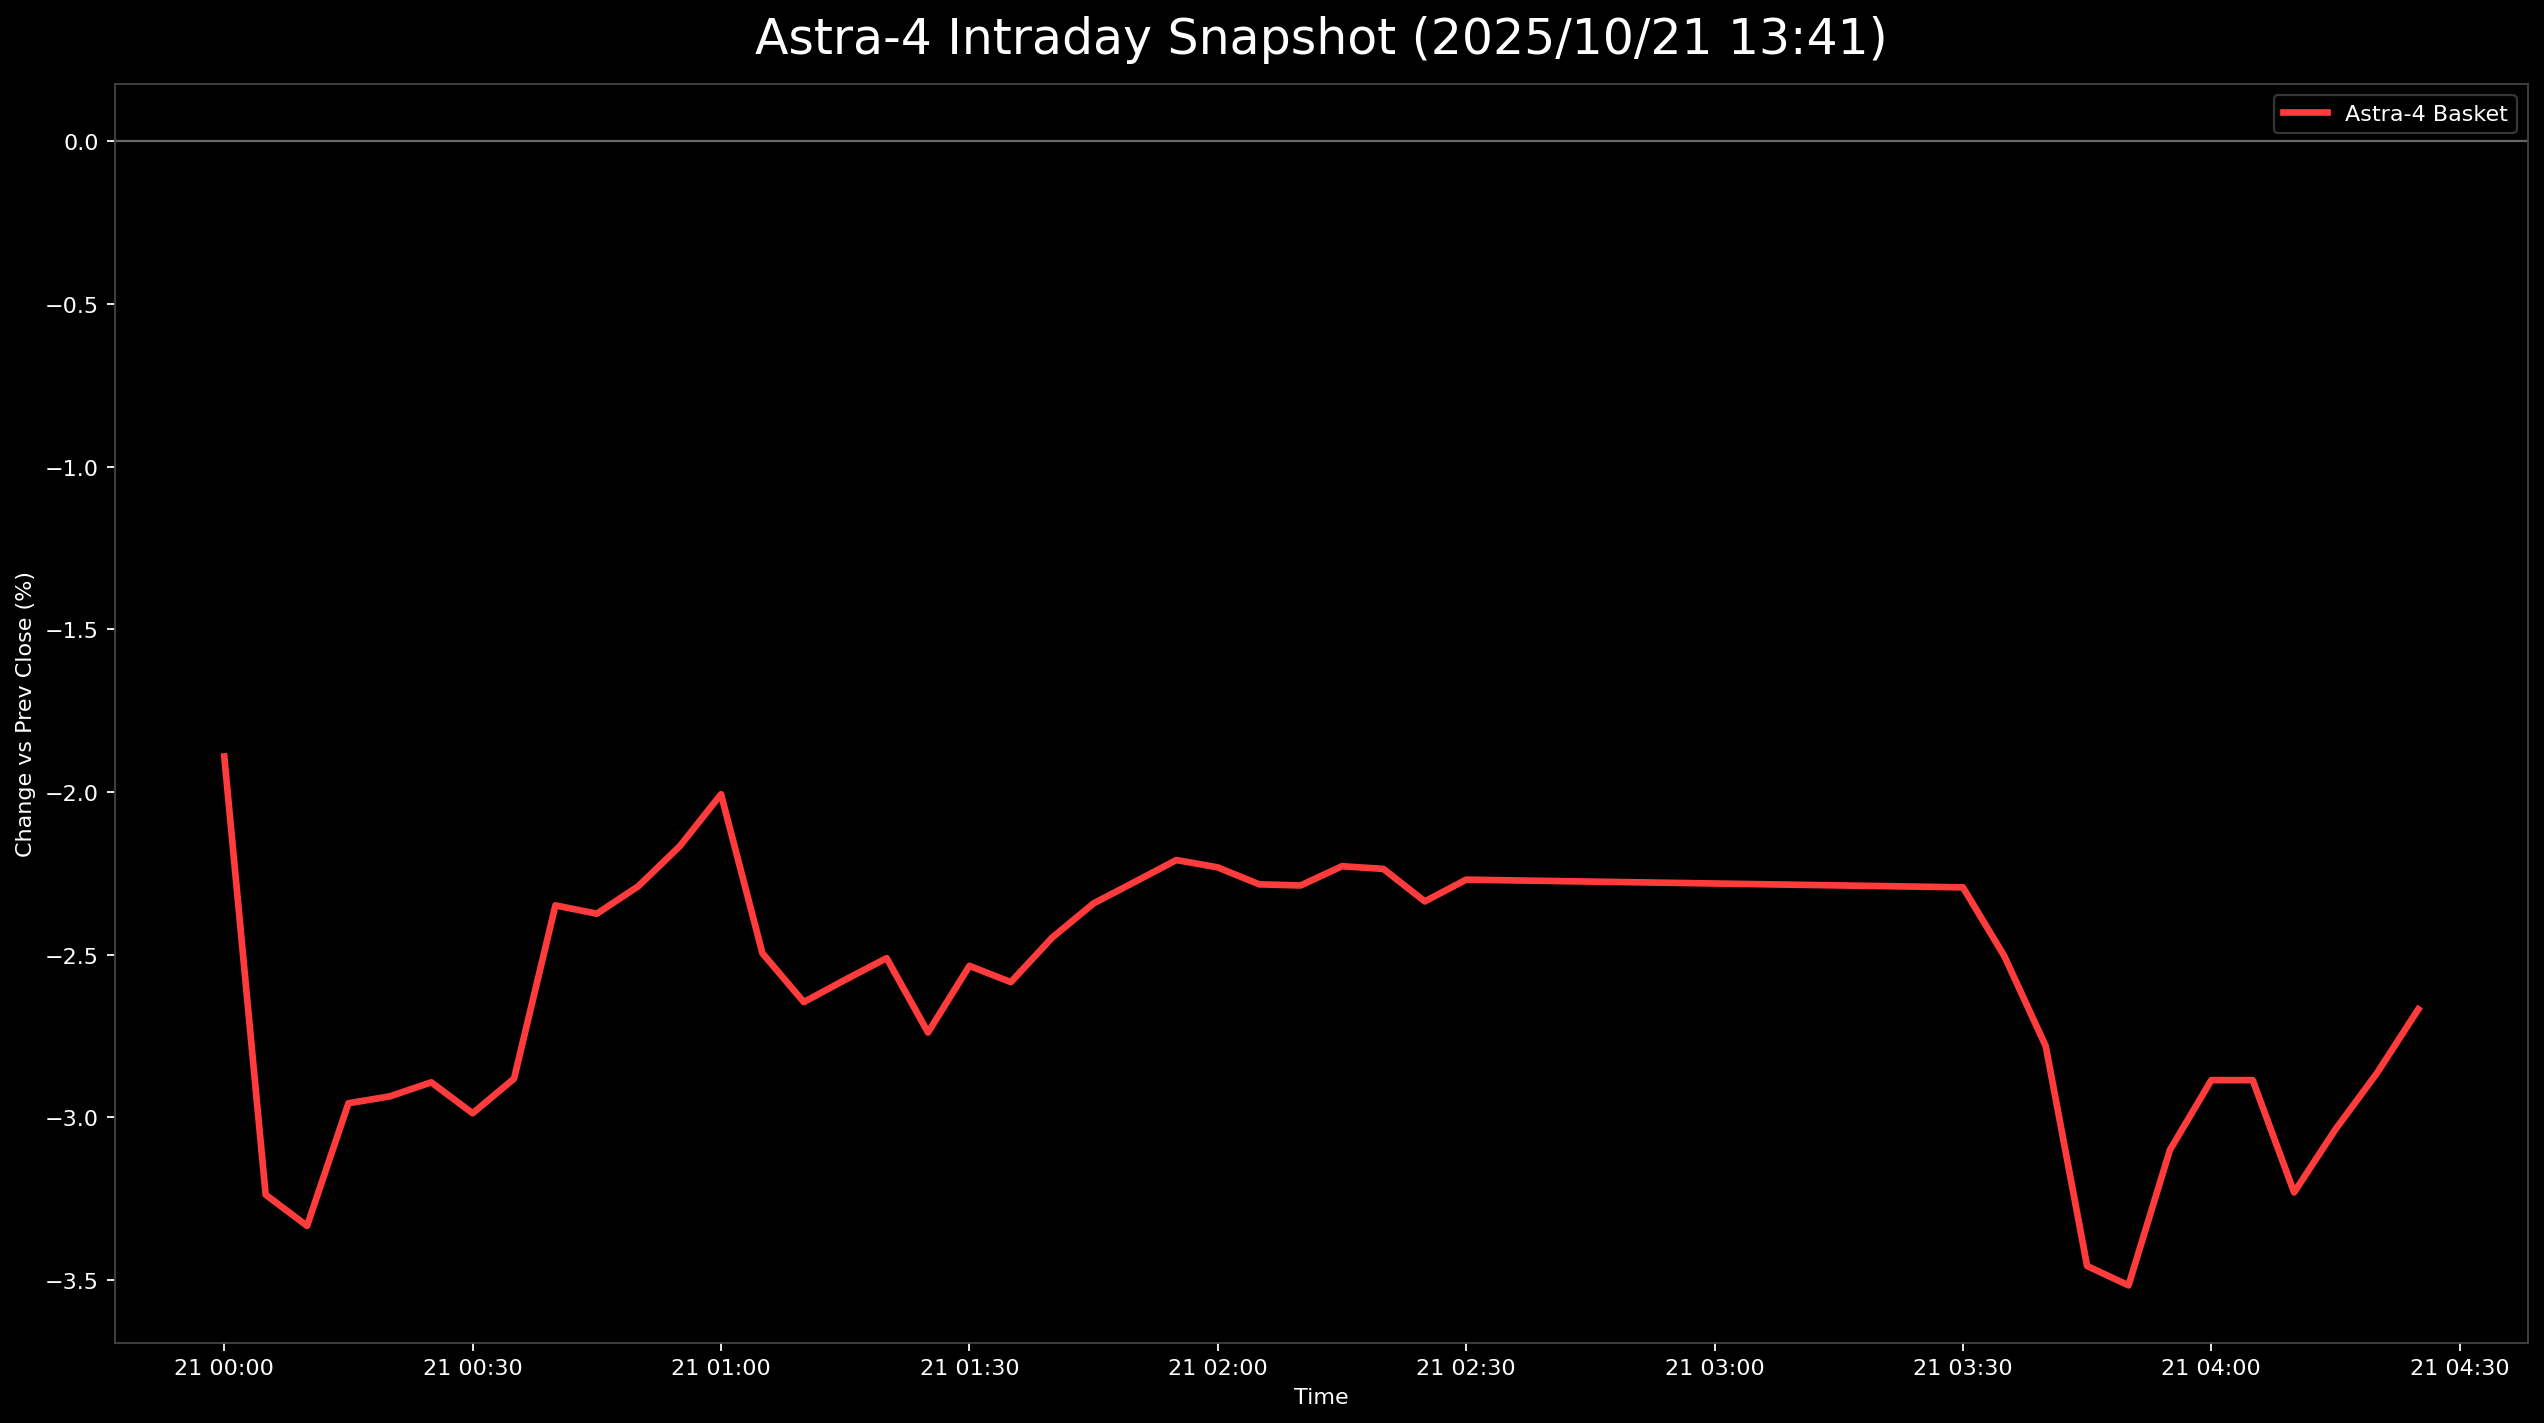 Astra-4 Intraday Snapshot (2025/10/21 13:41)
Astra-4 Basket
Change vs Prev Close (%)
0.0
−0.5
−1.0
−1.5
−2.0
−2.5
−3.0
−3.5
21 00:00 21 00:30 21 01:00 21 01:30 21 02:00 21 02:30 21 03:00 21 03:30 21 04:00 21 04:30
Time